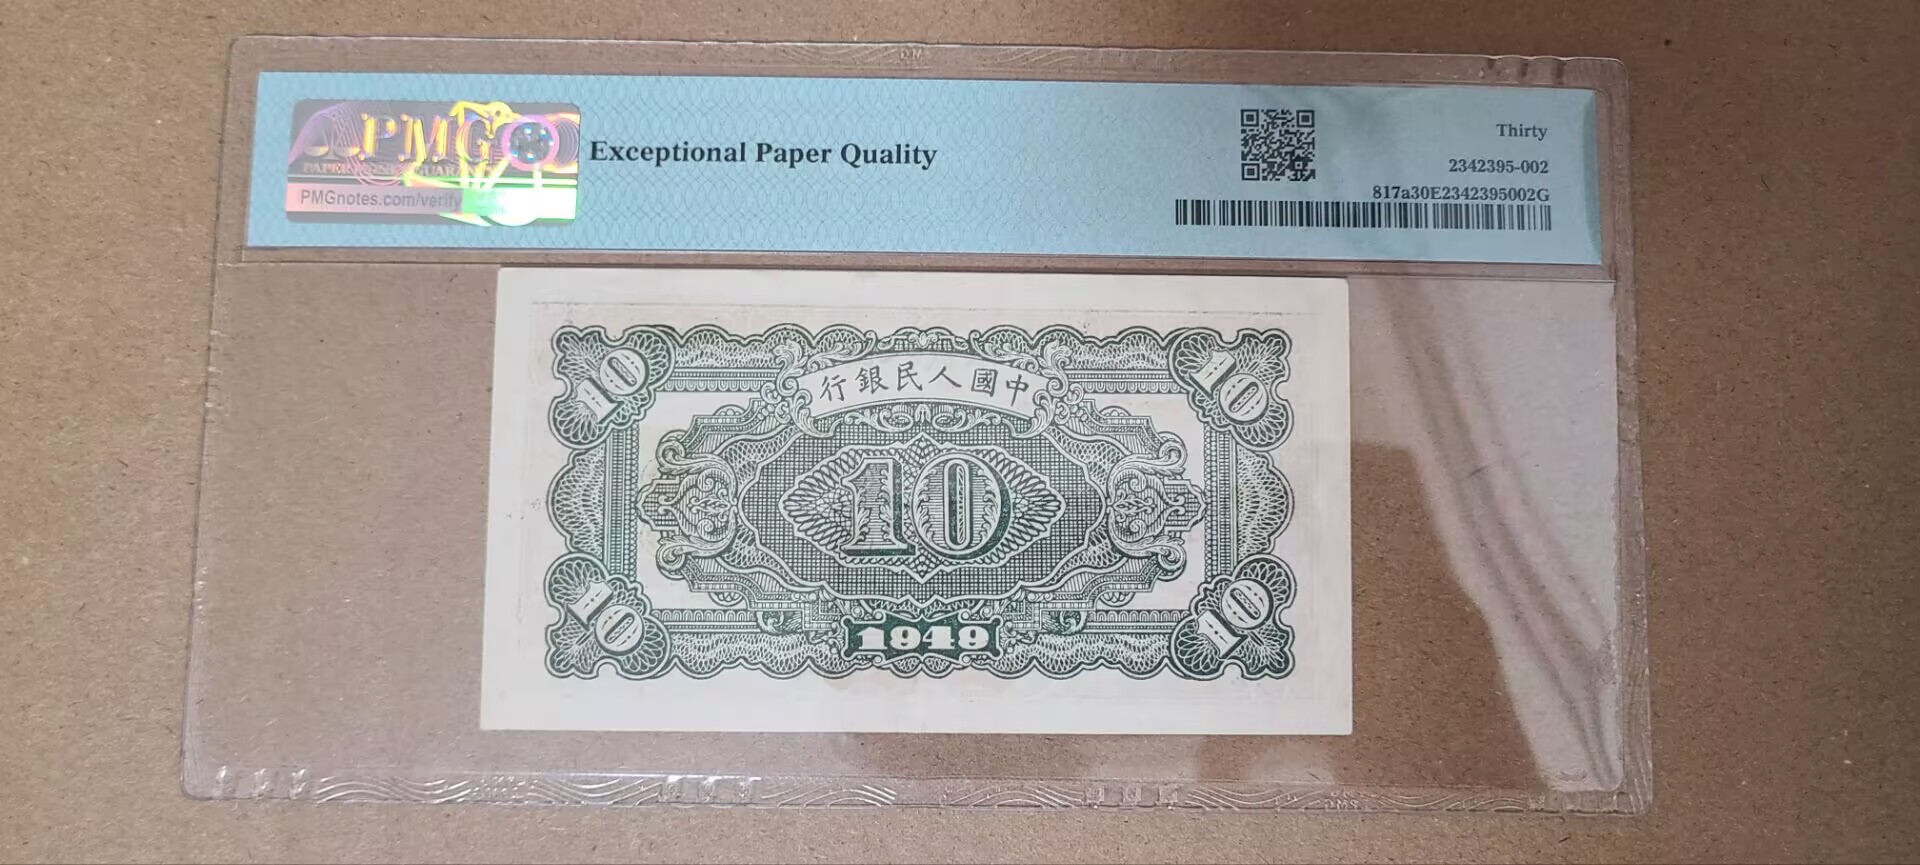 PMG
PMGnotes.com/verify
Exceptional Paper Quality
Thirty
2342395-002
817a30E2342395002G
行銀民人國中
10
10
10
10
10
1949